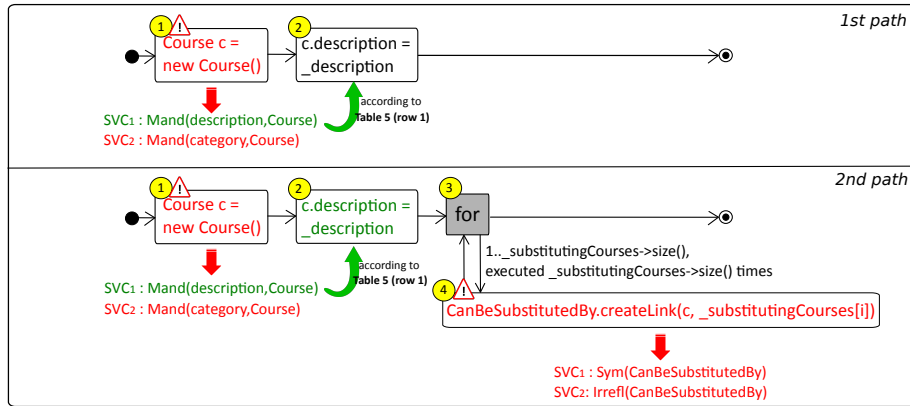 1st path
1
!
Course c =
new Course()
2
c.description =
_description
SVC1 : Mand(description,Course)
SVC2 : Mand(category,Course)
according to
Table 5 (row 1)
2nd path
1
!
Course c =
new Course()
2
c.description =
_description
3
for
SVC1 : Mand(description,Course)
SVC2 : Mand(category,Course)
according to
Table 5 (row 1)
1.._substitutingCourses->size(),
executed _substitutingCourses->size() times
4
!
CanBeSubstitutedBy.createLink(c, _substitutingCourses[i])
SVC1 : Sym(CanBeSubstitutedBy)
SVC2: Irrefl(CanBeSubstitutedBy)